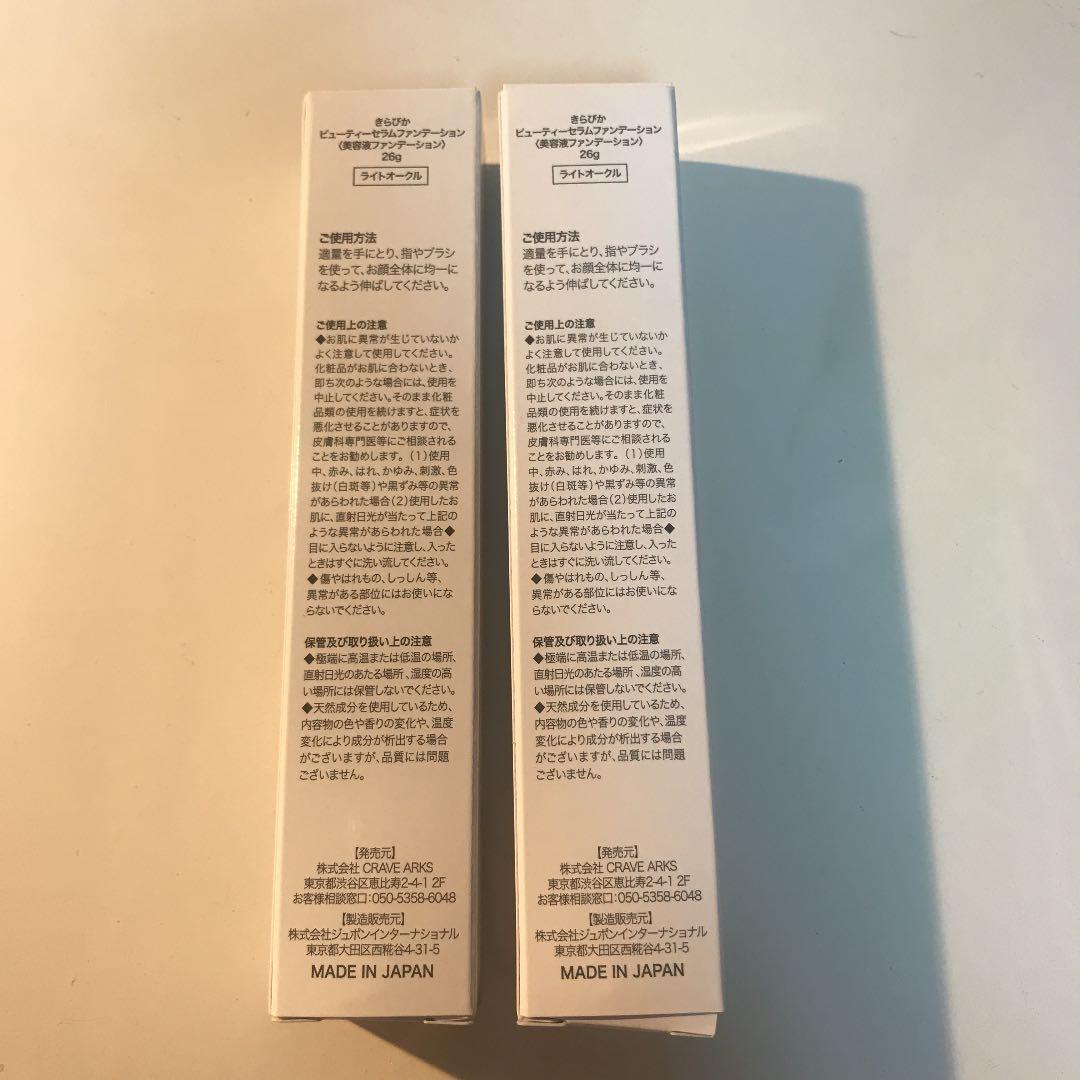 きらぴか
ビューティーセラムファンデーション
〈美容液ファンデーション〉
26g
ライトオークル
ご使用方法
適量を手にとり、指やブラシ
を使って、お顔全体に均一に
なるよう伸ばしてください。
ご使用上の注意
◆お肌に異常が生じていないか
よく注意して使用してください。
化粧品がお肌に合わないとき、
即ち次のような場合には、使用を
中止してください。そのまま化粧
品類の使用を続けますと、症状を
悪化させることがありますので、
皮膚科専門医等にご相談される
ことをお勧めします。(1)使用
中、赤み、はれ、かゆみ、刺激、色
抜け(白斑等)や黒ずみ等の異常
があらわれた場合(2)使用したお
肌に、直射日光が当たって上記の
ような異常があらわれた場合◆
目に入らないように注意し、入った
ときはすぐに洗い流してください。
◆傷やはれもの、しっしん等、
異常がある部位にはお使いにな
らないでください。
保管及び取り扱い上の注意
◆極端に高温または低温の場所、
直射日光のあたる場所、湿度の高
い場所には保管しないでください。
◆天然成分を使用しているため、
内容物の色や香りの変化や、温度
変化により成分が析出する場合
がございますが、品質には問題
ございません。
【発売元】
株式会社 CRAVE ARKS
東京都渋谷区恵比寿2-4-1 2F
お客様相談窓口:050-5358-6048
【製造販売元】
株式会社ジュポンインターナショナル
東京都大田区西糀谷4-31-5
MADE IN JAPAN
きらぴか
ビューティーセラムファンデーション
〈美容液ファンデーション〉
26g
ライトオークル
ご使用方法
適量を手にとり、指やブラシ
を使って、お顔全体に均一に
なるよう伸ばしてください。
ご使用上の注意
◆お肌に異常が生じていないか
よく注意して使用してください。
化粧品がお肌に合わないとき、
即ち次のような場合には、使用を
中止してください。そのまま化粧
品類の使用を続けますと、症状を
悪化させることがありますので、
皮膚科専門医等にご相談される
ことをお勧めします。(1)使用
中、赤み、はれ、かゆみ、刺激、色
抜け(白斑等)や黒ずみ等の異常
があらわれた場合(2)使用したお
肌に、直射日光が当たって上記の
ような異常があらわれた場合◆
目に入らないように注意し、入った
ときはすぐに洗い流してください。
◆傷やはれもの、しっしん等、
異常がある部位にはお使いにな
らないでください。
保管及び取り扱い上の注意
◆極端に高温または低温の場所、
直射日光のあたる場所、湿度の高
い場所には保管しないでください。
◆天然成分を使用しているため、
内容物の色や香りの変化や、温度
変化により成分が析出する場合
がございますが、品質には問題
ございません。
【発売元】
株式会社 CRAVE ARKS
東京都渋谷区恵比寿2-4-1 2F
お客様相談窓口:050-5358-6048
【製造販売元】
株式会社ジュポンインターナショナル
東京都大田区西糀谷4-31-5
MADE IN JAPAN